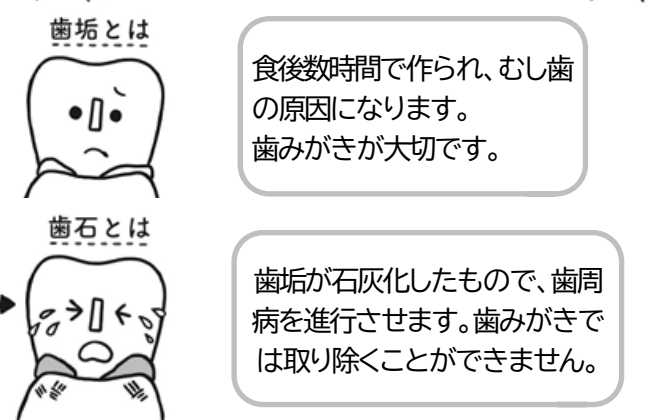 歯垢とは
食後数時間で作られ、むし歯
の原因になります。
歯みがきが大切です。
歯石とは
歯垢が石灰化したもので、歯周
病を進行させます。歯みがきで
は取り除くことができません。